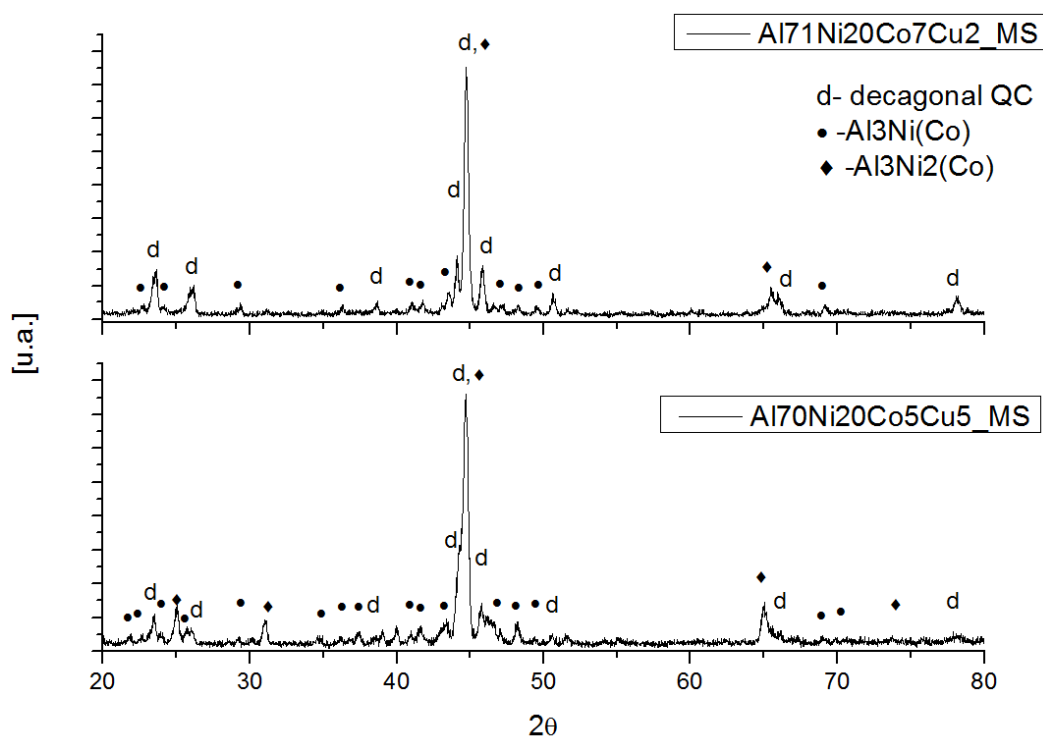 Al71Ni20Co7Cu2_MS
d- decagonal QC
● -Al3Ni(Co)
♦ -Al3Ni2(Co)
d,♦
d
d
d
d
d
d
d
d
[u.a.]
Al70Ni20Co5Cu5_MS
d,♦
d
d
d
d
d
d
d
d
20 30 40 50 60 70 80
2θ